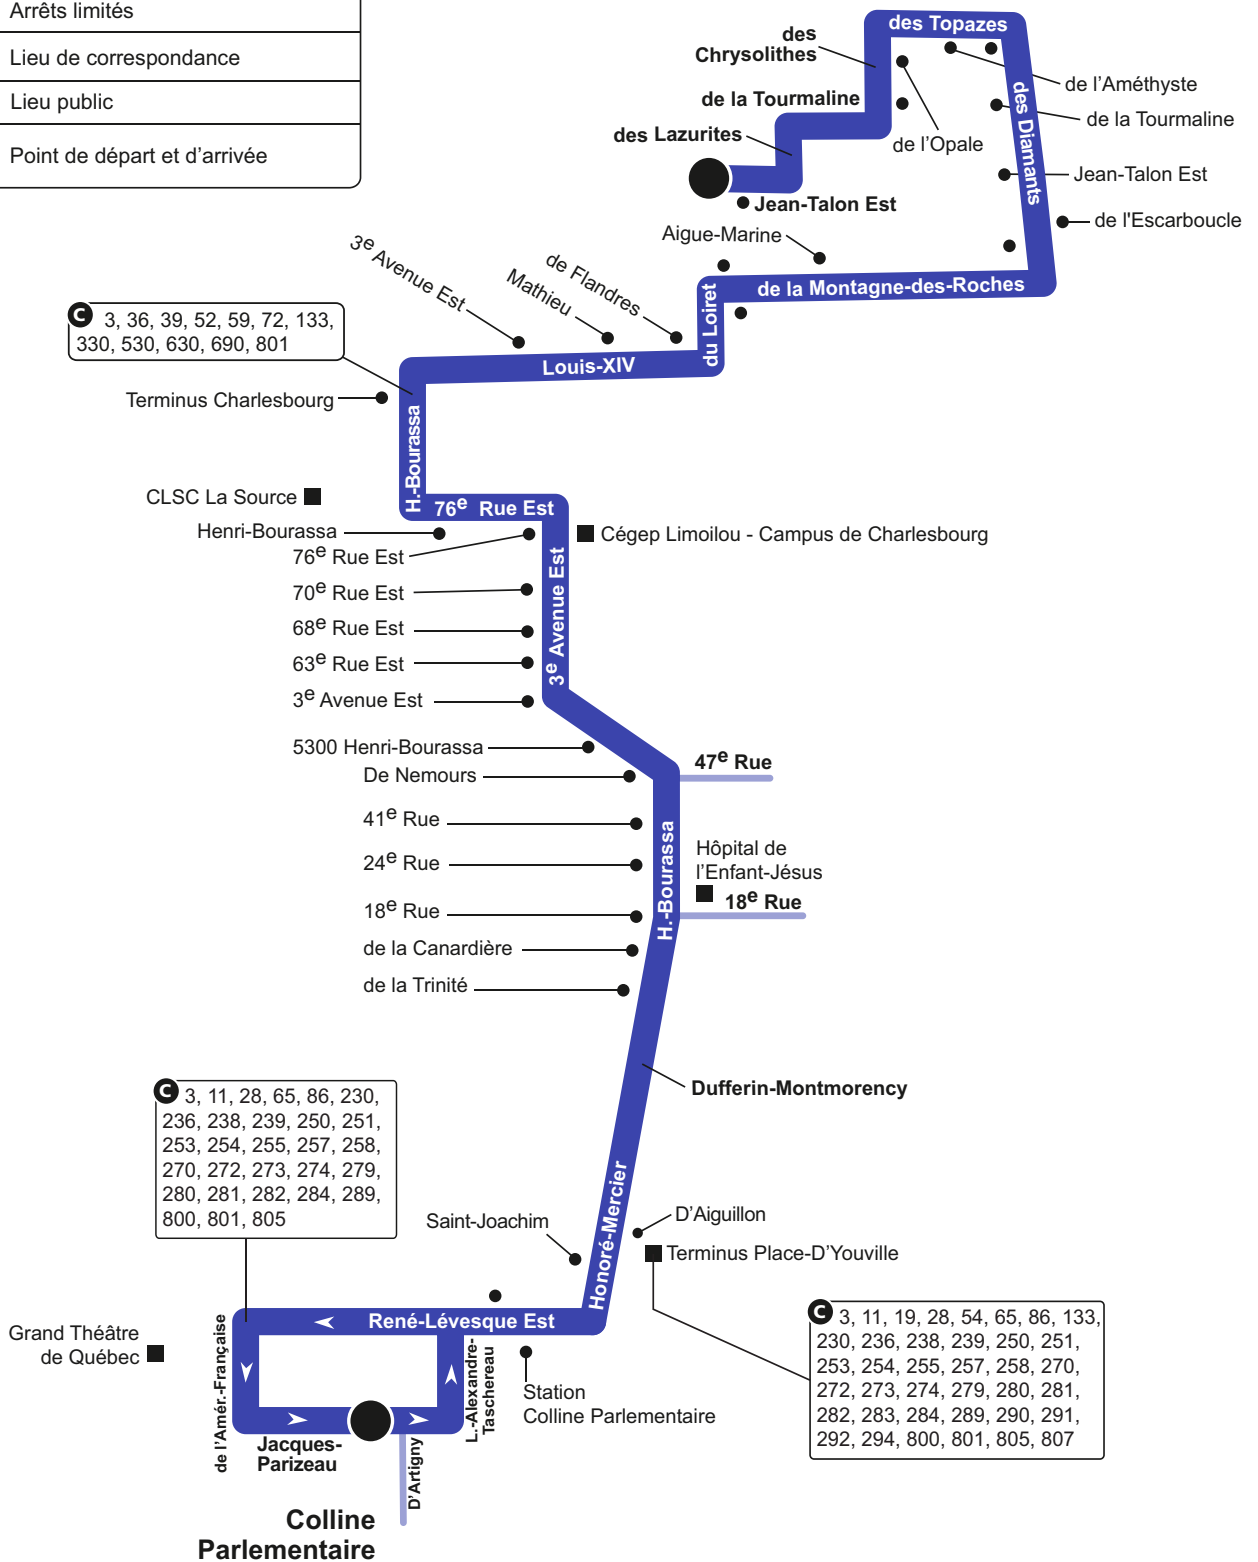 Arrêts limités
Lieu de correspondance
Lieu public
Point de départ et d'arrivée
des Topazes
des
Chrysolithes
de la Tourmaline
des Lazurites
de l'Améthyste
de la Tourmaline
des Diamants
de l'Opale
Jean-Talon Est
Jean-Talon Est
de l'Escarboucle
Aigue-Marine
de la Montagne-des-Roches
3e Avenue Est
Mathieu
de Flandres
du Loiret
C 3, 36, 39, 52, 59, 72, 133,
330, 530, 630, 690, 801
Louis-XIV
Terminus Charlesbourg
H.-Bourassa
CLSC La Source
76e Rue Est
Henri-Bourassa
Cégep Limoilou - Campus de Charlesbourg
76e Rue Est
70e Rue Est
3e Avenue Est
68e Rue Est
63e Rue Est
3e Avenue Est
5300 Henri-Bourassa
47e Rue
De Nemours
41e Rue
H.-Bourassa
Hôpital de
l'Enfant-Jésus
24e Rue
18e Rue
18e Rue
de la Canardière
de la Trinité
Dufferin-Montmorency
C 3, 11, 28, 65, 86, 230,
236, 238, 239, 250, 251,
253, 254, 255, 257, 258,
270, 272, 273, 274, 279,
280, 281, 282, 284, 289,
800, 801, 805
Honoré-Mercier
Saint-Joachim
D'Aiguillon
Terminus Place-D'Youville
C 3, 11, 19, 28, 54, 65, 86, 133,
230, 236, 238, 239, 250, 251,
253, 254, 255, 257, 258, 270,
272, 273, 274, 279, 280, 281,
282, 283, 284, 289, 290, 291,
292, 294, 800, 801, 805, 807
René-Lévesque Est
Grand Théâtre
de Québec
de l'Amér.-Française
L.-Alexandre-
Taschereau
Station
Colline Parlementaire
Jacques-
Parizeau
D'Artigny
Colline
Parlementaire